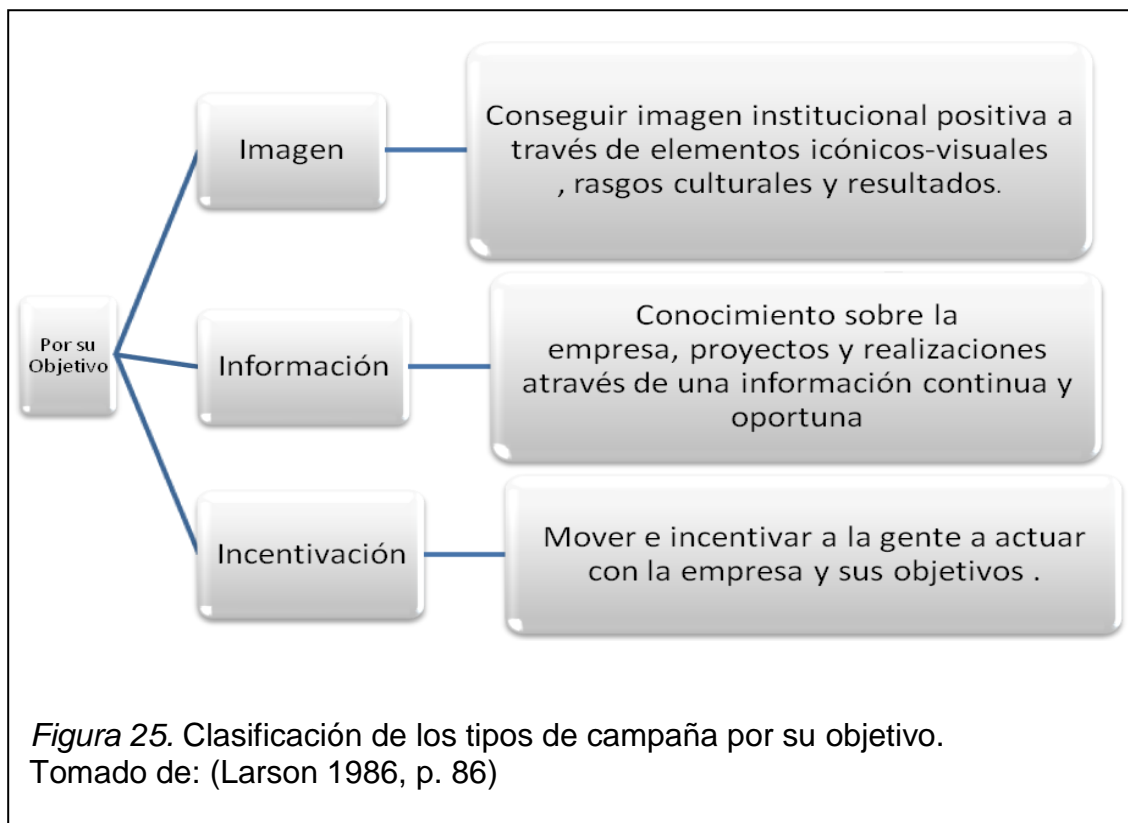 Por su
Objetivo
Imagen
Conseguir imagen institucional positiva a
través de elementos icónicos-visuales
, rasgos culturales y resultados.
Información
Conocimiento sobre la
empresa, proyectos y realizaciones
através de una información continua y
oportuna
Incentivación
Mover e incentivar a la gente a actuar
con la empresa y sus objetivos .
Figura 25. Clasificación de los tipos de campaña por su objetivo.
Tomado de: (Larson 1986, p. 86)